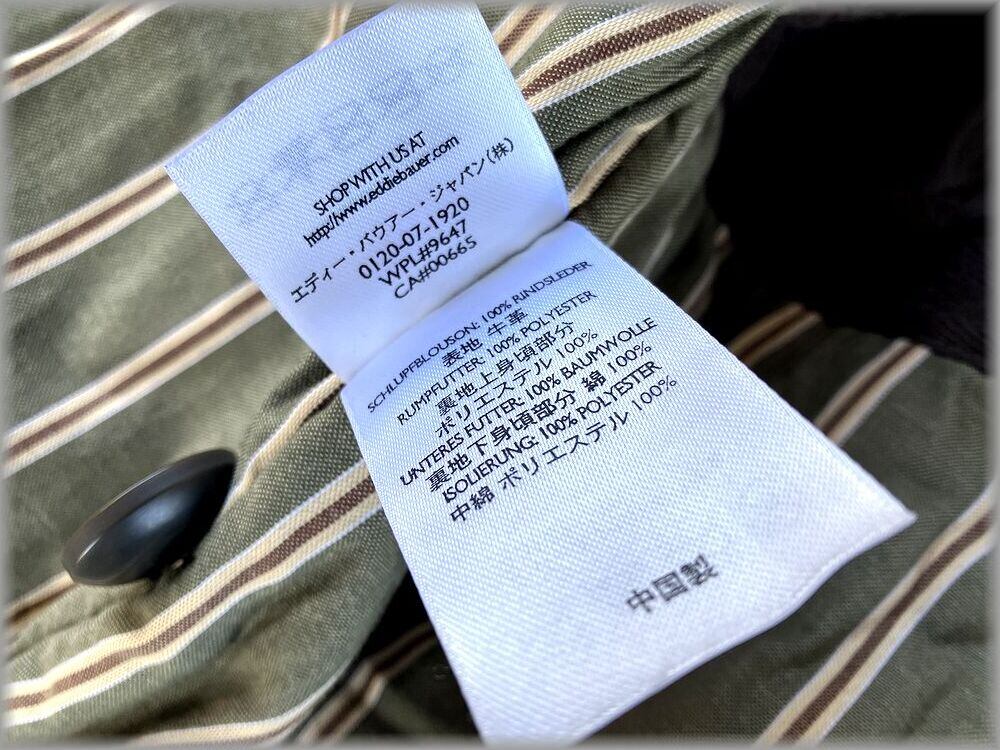 SHOP WITH US AT
http://www.eddiebauer.com
エディー・バウアー・ジャパン(株)
0120-07-1920
WPL#9647
CA#00665
SCHLUPFBLOUSON: 100% RINDSLEDER
表地 牛革
RUMPFUTTER: 100% POLYESTER
裏地上身頃部分
ポリエステル 100%
UNTERES FUTTER: 100% BAUMWOLLE
裏地下身頃部分 綿 100%
ISOLIERUNG: 100% POLYESTER
中綿 ポリエステル 100%
中国製